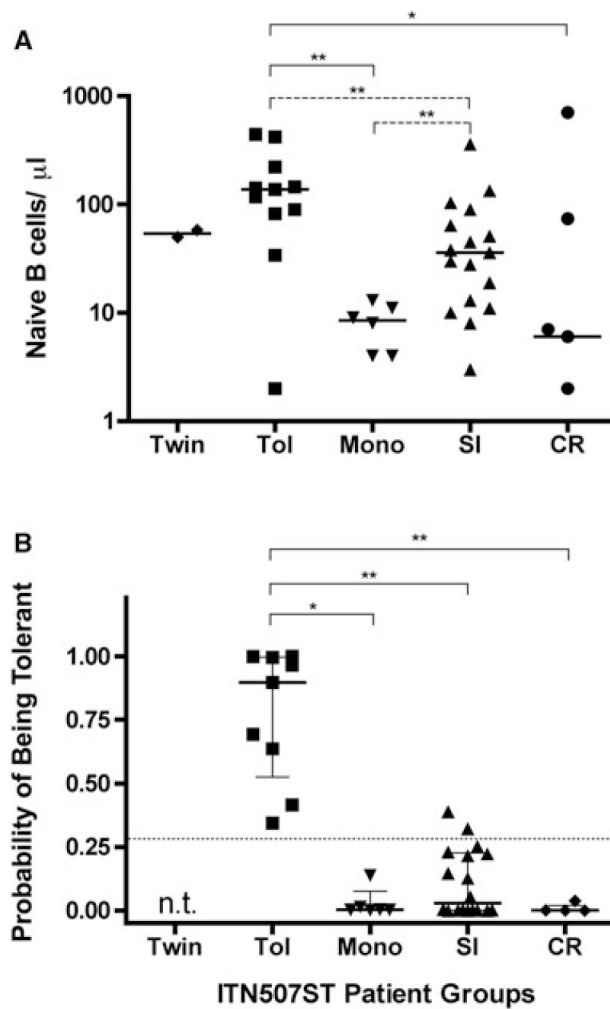 A
*
**
**
**
1000
100
10
1
Naive B cells/ μl
Twin Tol Mono SI CR
B
**
**
*
1.00
0.75
0.50
0.25
0.00
Probability of Being Tolerant
n.t.
Twin Tol Mono SI CR
ITN507ST Patient Groups